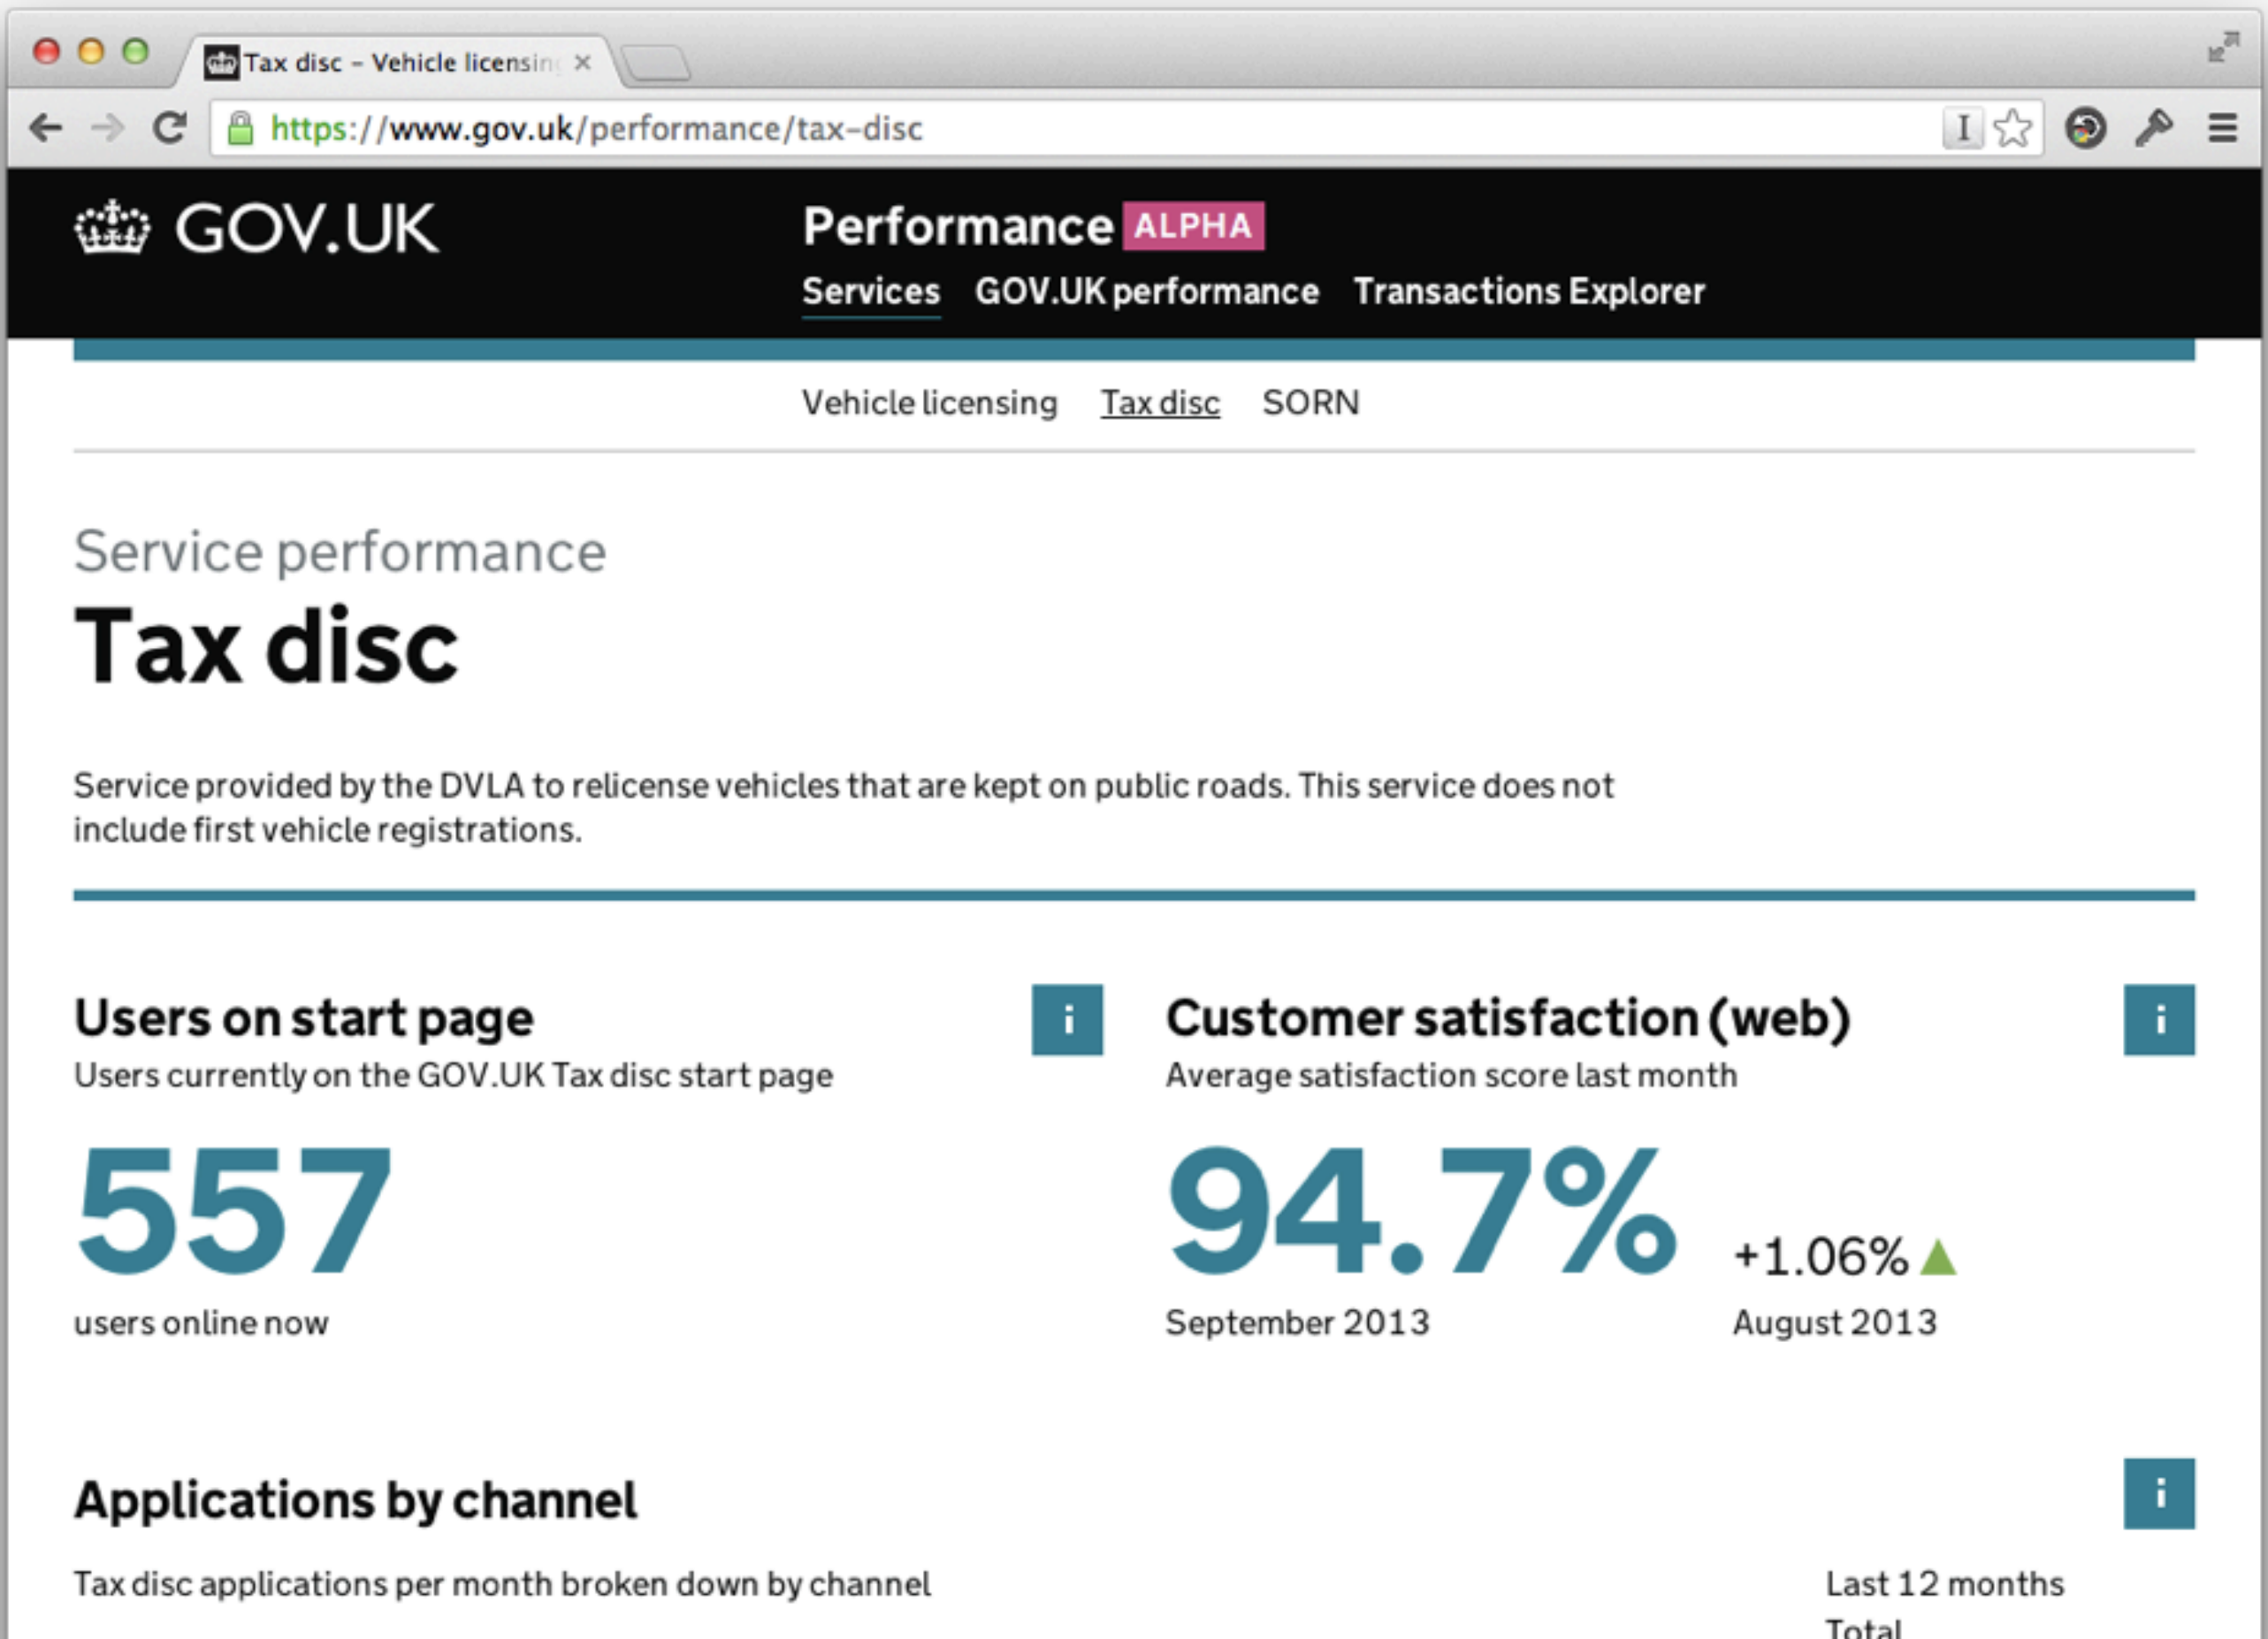 Tax disc – Vehicle licensin
https://www.gov.uk/performance/tax-disc
GOV.UK
Performance ALPHA
Services GOV.UK performance Transactions Explorer
Vehicle licensing Tax disc SORN
Service performance
Tax disc
Service provided by the DVLA to relicense vehicles that are kept on public roads. This service does not
include first vehicle registrations.
Users on start page i
Users currently on the GOV.UK Tax disc start page
557
users online now
Customer satisfaction (web) i
Average satisfaction score last month
94.7% +1.06%
September 2013 August 2013
Applications by channel i
Tax disc applications per month broken down by channel
Last 12 months
Total